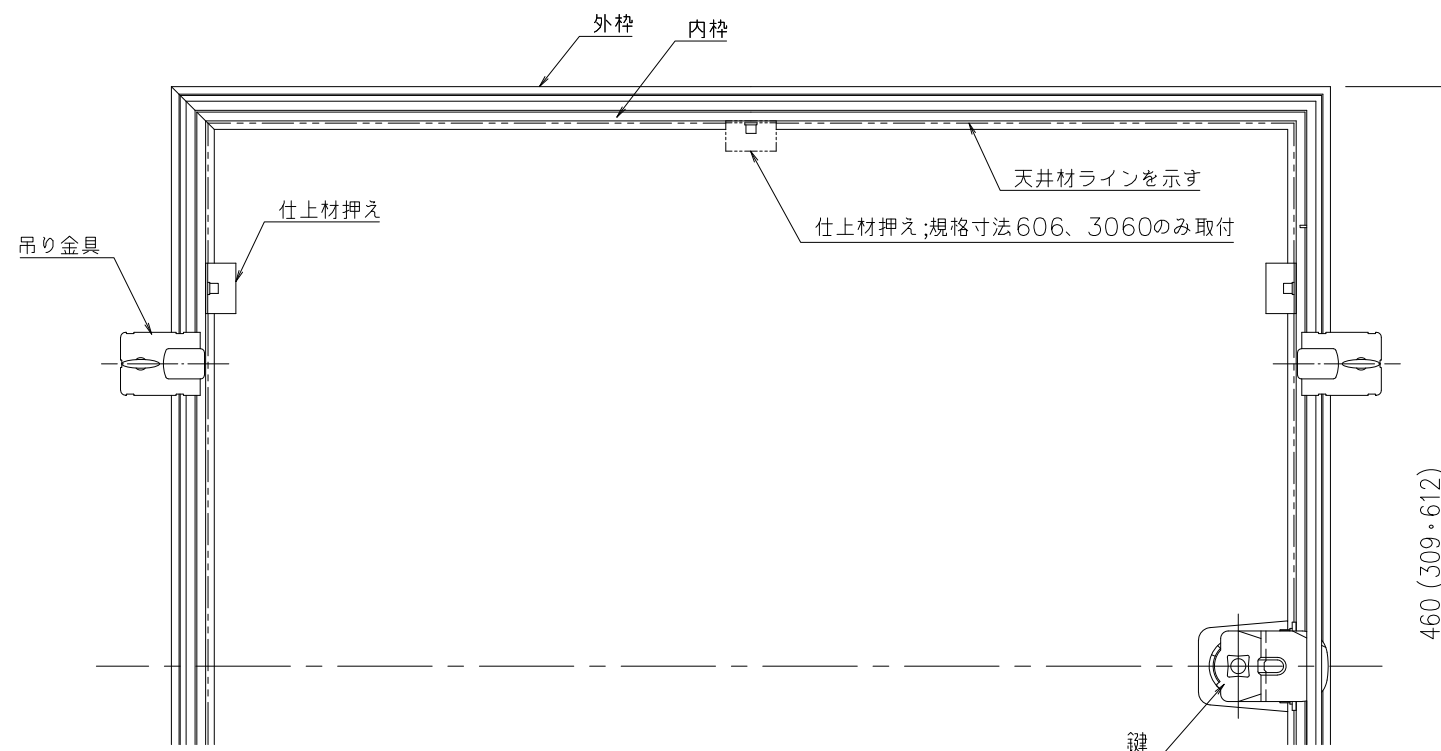 外枠
内枠
天井材ラインを示す
仕上材押え
仕上材押え;規格寸法606、3060のみ取付
吊り金具
460 (309・612)
鍵